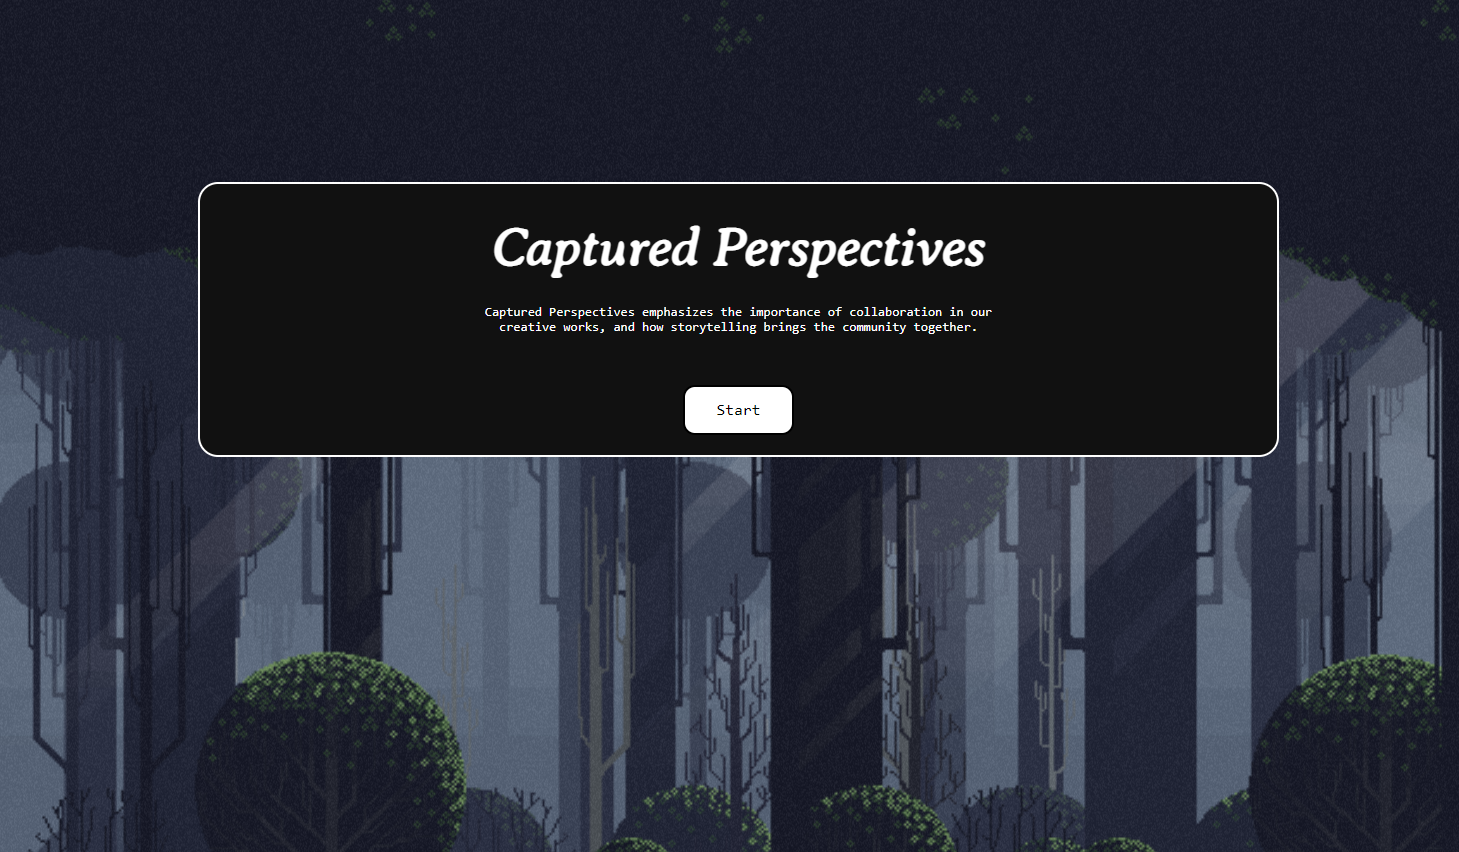 Captured Perspectives
Captured Perspectives emphasizes the importance of collaboration in our
creative works, and how storytelling brings the community together.
Start